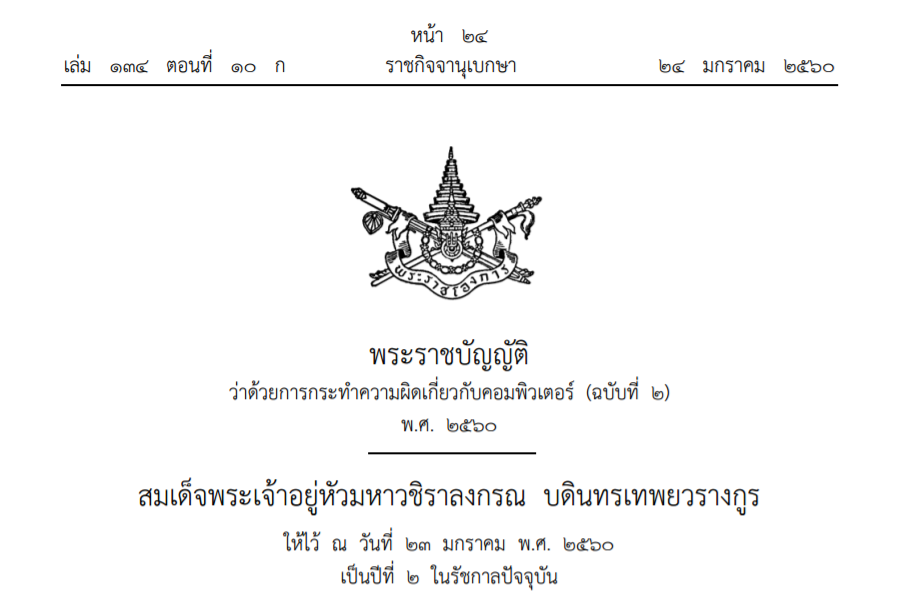 หน้า ๒๔
เล่ม ๑๓๔ ตอนที่ ๑๐ ก ราชกิจจานุเบกษา ๒๔ มกราคม ๒๕๖๐
พระราชโองการ
พระราชบัญญัติ
ว่าด้วยการกระทำความผิดเกี่ยวกับคอมพิวเตอร์ (ฉบับที่ ๒)
พ.ศ. ๒๕๖๐
สมเด็จพระเจ้าอยู่หัวมหาวชิราลงกรณ บดินทรเทพยวรางกูร
ให้ไว้ ณ วันที่ ๒๓ มกราคม พ.ศ. ๒๕๖๐
เป็นปีที่ ๒ ในรัชกาลปัจจุบัน